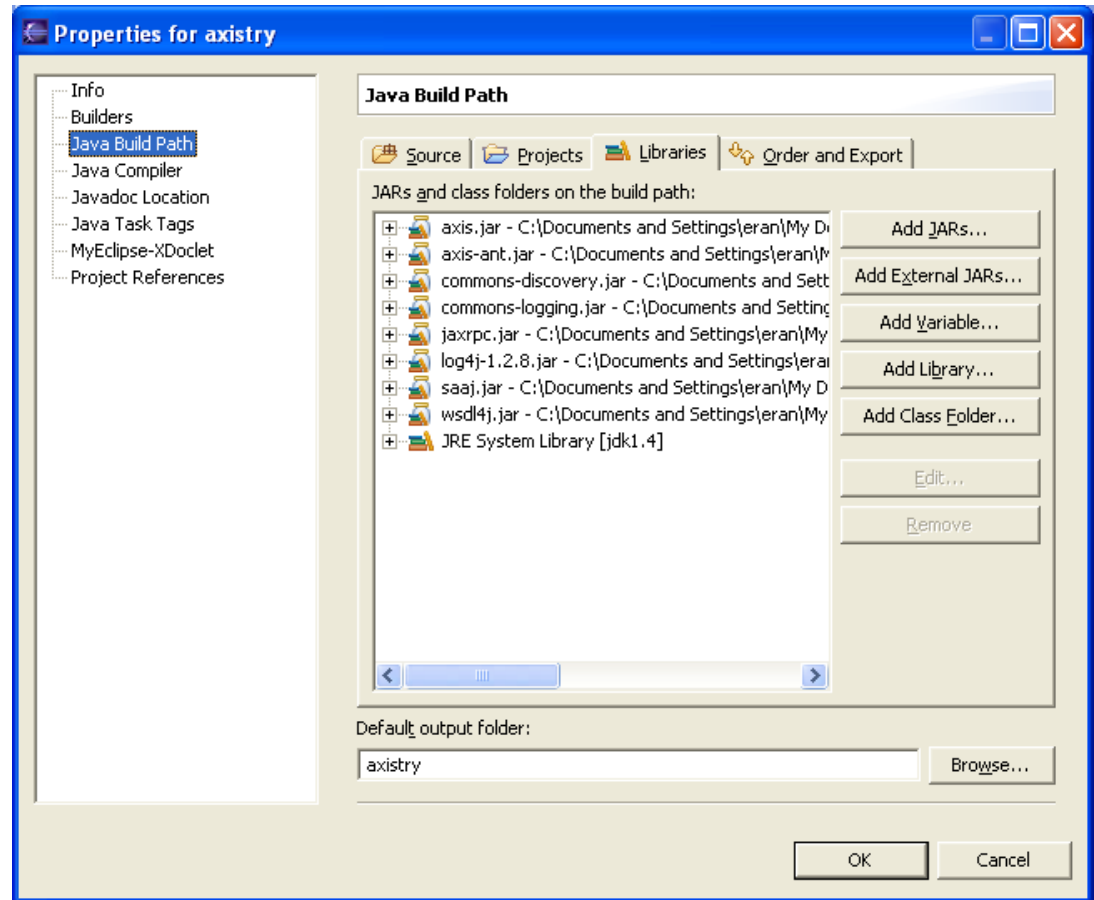 Properties for axistry
Info
Builders
Java Build Path
Java Compiler
Javadoc Location
Java Task Tags
MyEclipse-XDoclet
Project References
Java Build Path
Source
Projects
Libraries
Order and Export
JARs and class folders on the build path:
axis.jar - C:\Documents and Settings\eran\My D
axis-ant.jar - C:\Documents and Settings\eran\
commons-discovery.jar - C:\Documents and Sett
commons-logging.jar - C:\Documents and Setting
jaxrpc.jar - C:\Documents and Settings\eran\My
log4j-1.2.8.jar - C:\Documents and Settings\eran
saaj.jar - C:\Documents and Settings\eran\My D
wsdl4j.jar - C:\Documents and Settings\eran\My
JRE System Library [jdk1.4]
Add JARs...
Add External JARs...
Add Variable...
Add Library...
Add Class Folder...
Edit...
Remove
Default output folder:
axistry
Browse...
OK
Cancel